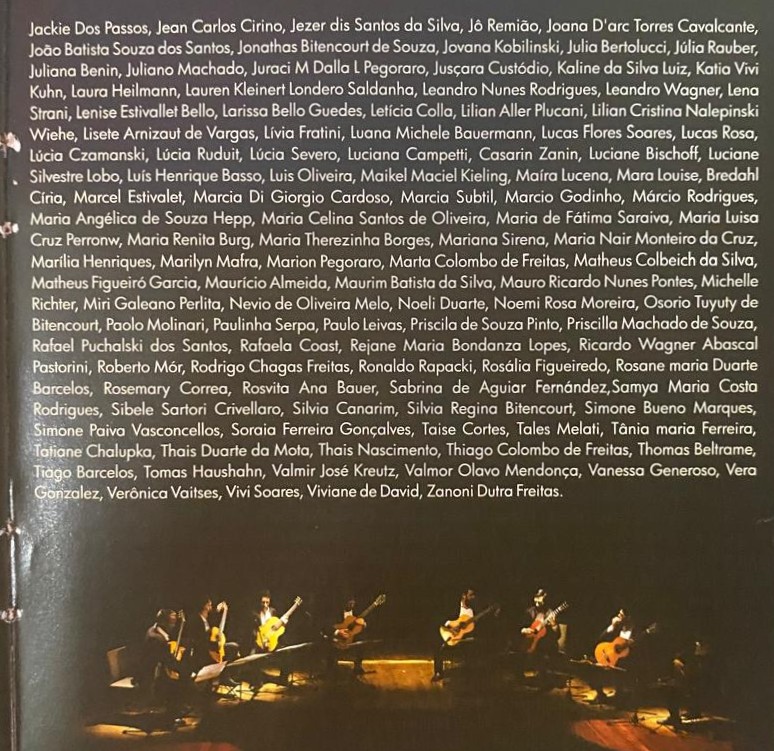 Jackie Dos Passos, Jean Carlos Cirino, Jezer dis Santos da Silva, Jô Remião, Joana D'arc Torres Cavalcante,
João Batista Souza dos Santos, Jonathas Bitencourt de Souza, Jovana Kobilinski, Julia Bertolucci, Júlia Rauber,
Juliana Benin, Juliano Machado, Juraci M Dalla L Pegoraro, Jusçara Custódio, Kaline da Silva Luiz, Katia Vivi
Kuhn, Laura Heilmann, Lauren Kleinert Londero Saldanha, Leandro Nunes Rodrigues, Leandro Wagner, Lena
Strani, Lenise Estivallet Bello, Larissa Bello Guedes, Letícia Colla, Lilian Aller Plucani, Lilian Cristina Nalepinski
Wiehe, Lisete Arnizaut de Vargas, Lívia Fratini, Luana Michele Bauermann, Lucas Flores Soares, Lucas Rosa,
Lúcia Czamanski, Lúcia Ruduit, Lúcia Severo, Luciana Campetti, Casarin Zanin, Luciane Bischoff, Luciane
Silvestre Lobo, Luís Henrique Basso, Luis Oliveira, Maikel Maciel Kieling, Maíra Lucena, Mara Louise, Bredahl
Círia, Marcel Estivalet, Marcia Di Giorgio Cardoso, Marcia Subtil, Marcio Godinho, Márcio Rodrigues,
Maria Angélica de Souza Hepp, Maria Celina Santos de Oliveira, Maria de Fátima Saraiva, Maria Luisa
Cruz Perronw, Maria Renita Burg, Maria Therezinha Borges, Mariana Sirena, Maria Nair Monteiro da Cruz,
Marília Henriques, Marilyn Mafra, Marion Pegoraro, Marta Colombo de Freitas, Matheus Colbeich da Silva,
Matheus Figueiró Garcia, Maurício Almeida, Maurim Batista da Silva, Mauro Ricardo Nunes Pontes, Michelle
Richter, Miri Galeano Perlita, Nevio de Oliveira Melo, Noeli Duarte, Noemi Rosa Moreira, Osorio Tuyuty de
Bitencourt, Paolo Molinari, Paulinha Serpa, Paulo Leivas, Priscila de Souza Pinto, Priscilla Machado de Souza,
Rafael Puchalski dos Santos, Rafaela Coast, Rejane Maria Bondanza Lopes, Ricardo Wagner Abascal
Pastorini, Roberto Mór, Rodrigo Chagas Freitas, Ronaldo Rapacki, Rosália Figueiredo, Rosane maria Duarte
Barcelos, Rosemary Correa, Rosvita Ana Bauer, Sabrina de Aguiar Fernández,Samya Maria Costa
Rodrigues, Sibele Sartori Crivellaro, Silvia Canarim, Silvia Regina Bitencourt, Simone Bueno Marques,
Simone Paiva Vasconcellos, Soraia Ferreira Gonçalves, Taise Cortes, Tales Melati, Tânia maria Ferreira,
Tatiane Chalupka, Thais Duarte da Mota, Thais Nascimento, Thiago Colombo de Freitas, Thomas Beltrame,
Tiago Barcelos, Tomas Haushahn, Valmir José Kreutz, Valmor Olavo Mendonça, Vanessa Generoso, Vera
Gonzalez, Verônica Vaitses, Vivi Soares, Viviane de David, Zanoni Dutra Freitas.